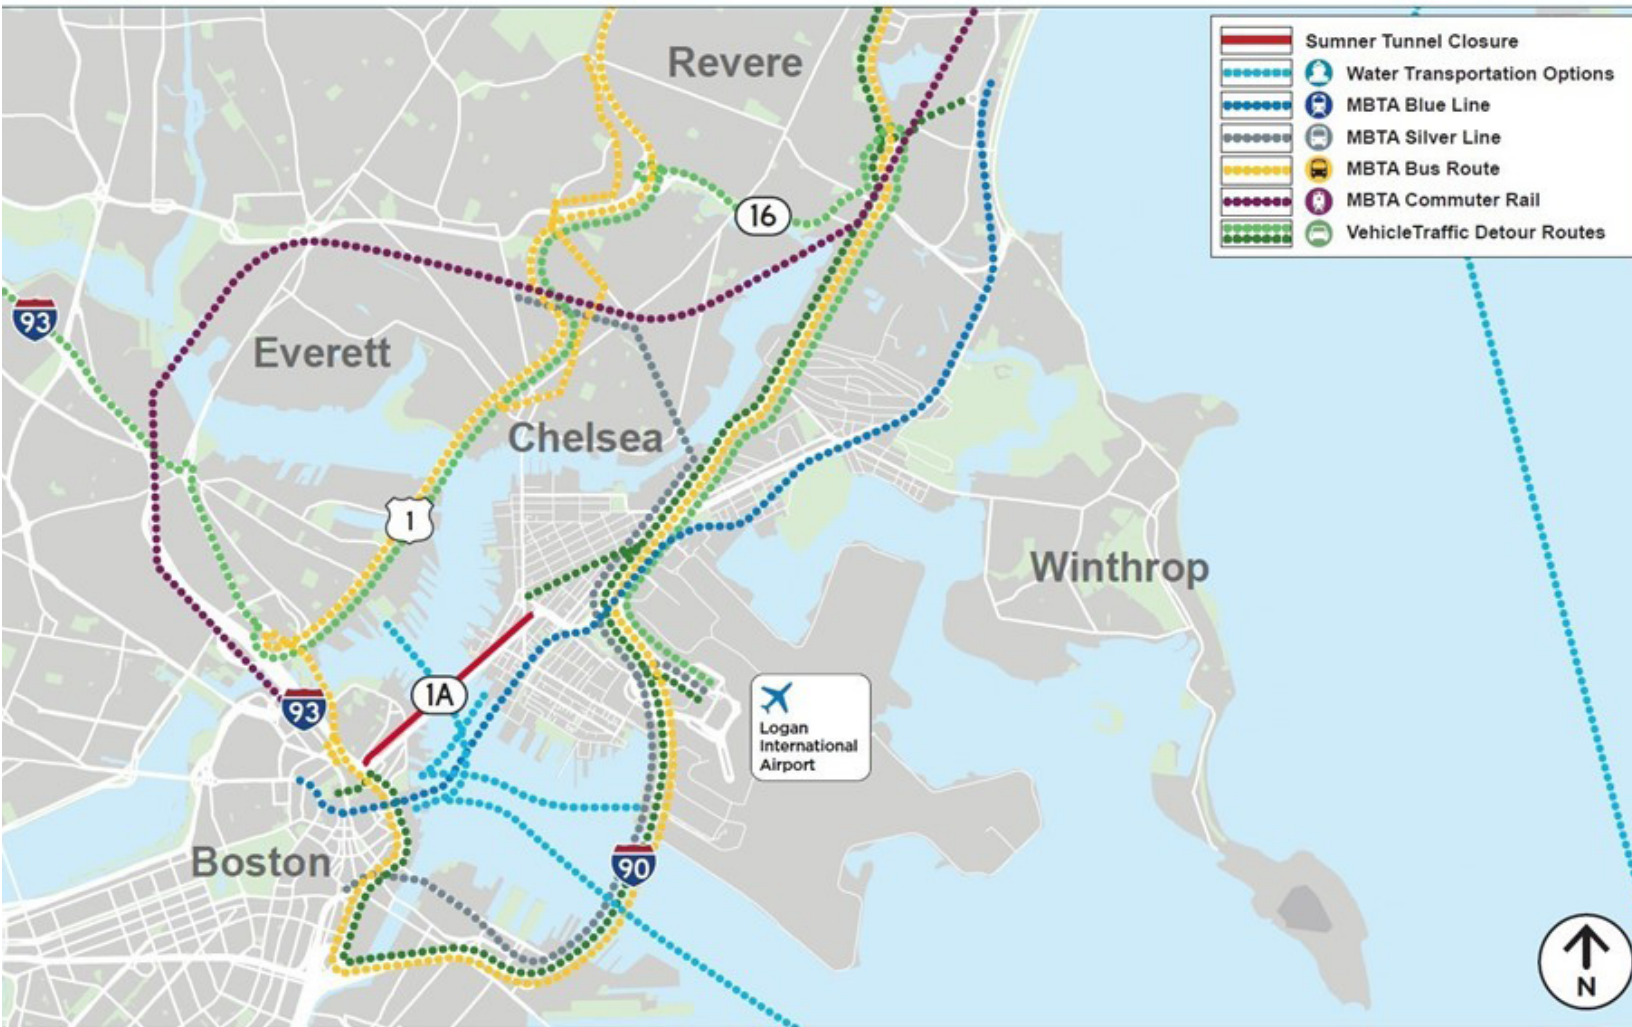 Revere
Sumner Tunnel Closure
Water Transportation Options
MBTA Blue Line
MBTA Silver Line
MBTA Bus Route
MBTA Commuter Rail
VehicleTraffic Detour Routes
16
93
Everett
Chelsea
1
Winthrop
1A
93
Logan
International
Airport
Boston
90
N